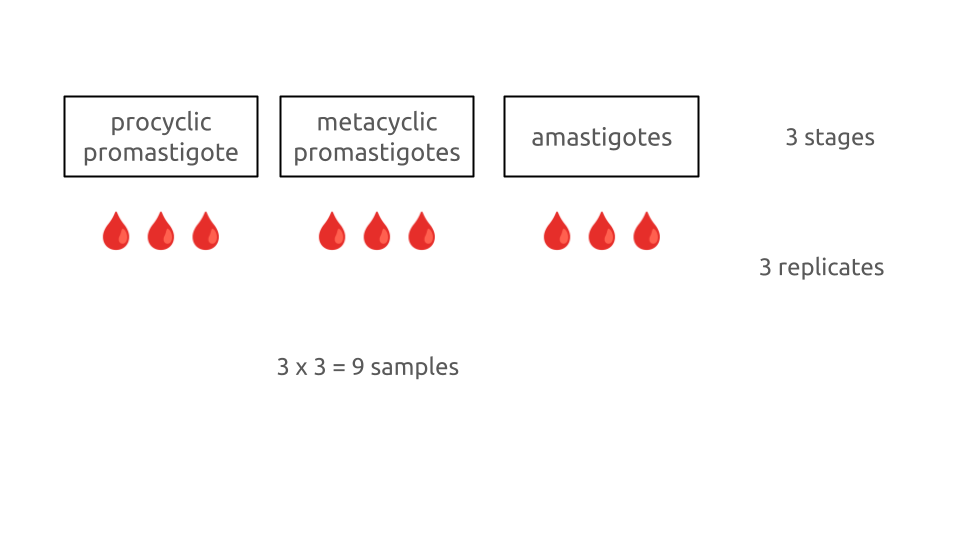 procyclic
promastigote
metacyclic
promastigotes
amastigotes
3 stages
3 replicates
3 x 3 = 9 samples